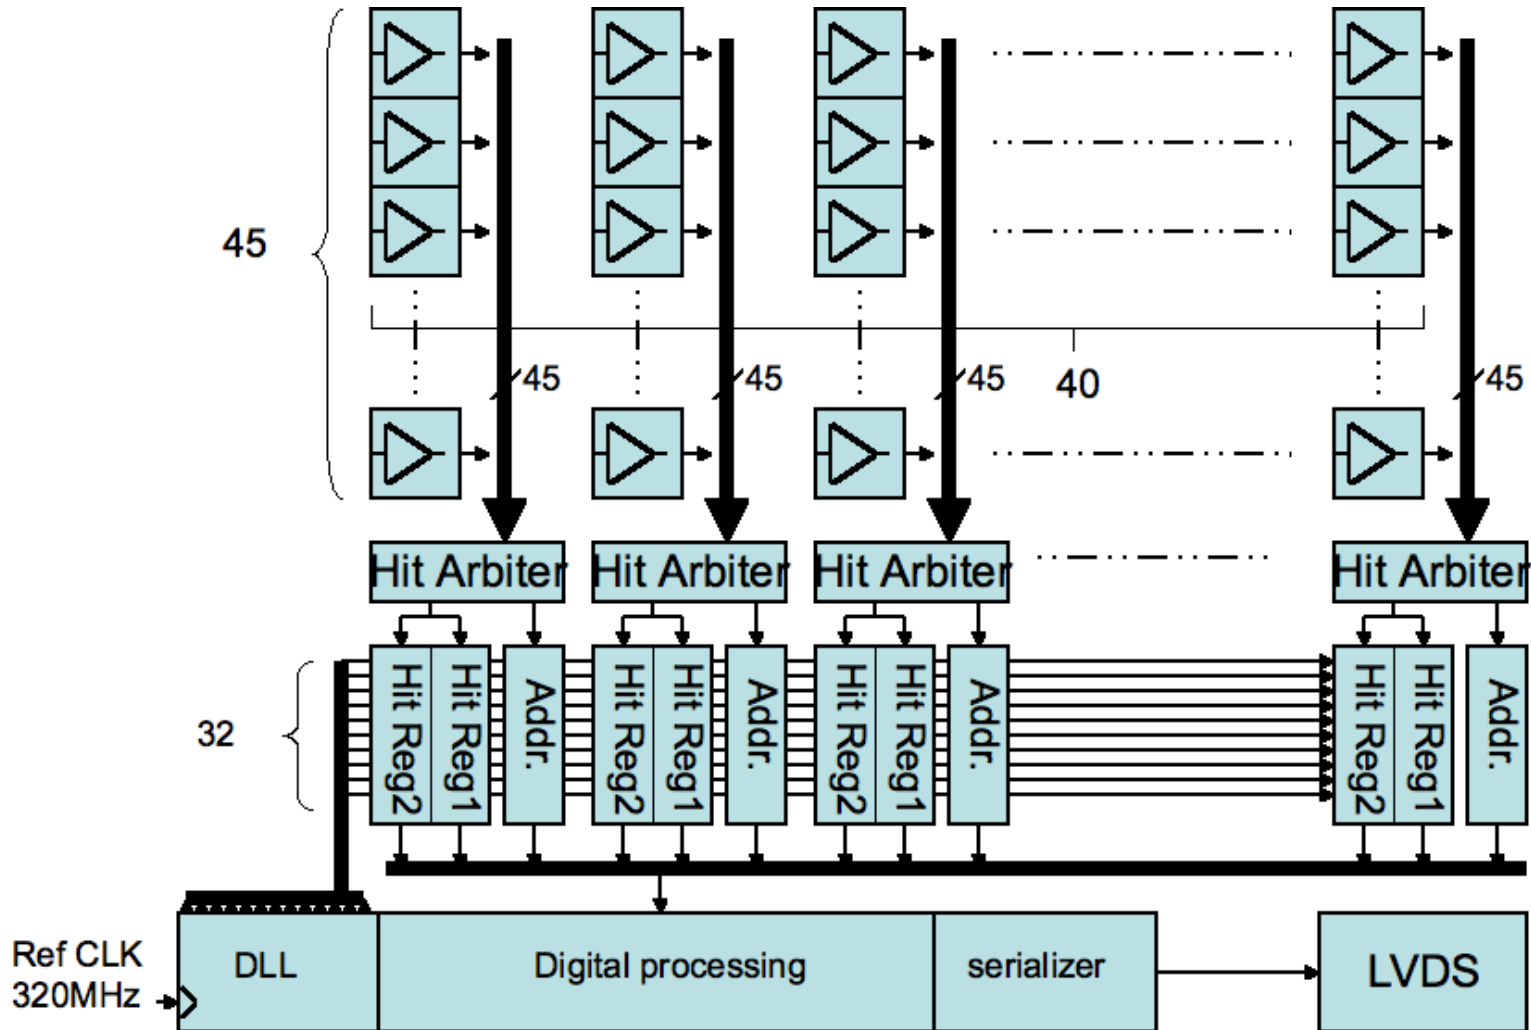 45
45
45
45
40
45
Hit Arbiter
Hit Arbiter
Hit Arbiter
Hit Arbiter
32
Hit Reg2
Hit Reg1
Addr.
Hit Reg2
Hit Reg1
Addr.
Hit Reg2
Hit Reg1
Addr.
Hit Reg2
Hit Reg1
Addr.
Ref CLK
320MHz
DLL
Digital processing
serializer
LVDS